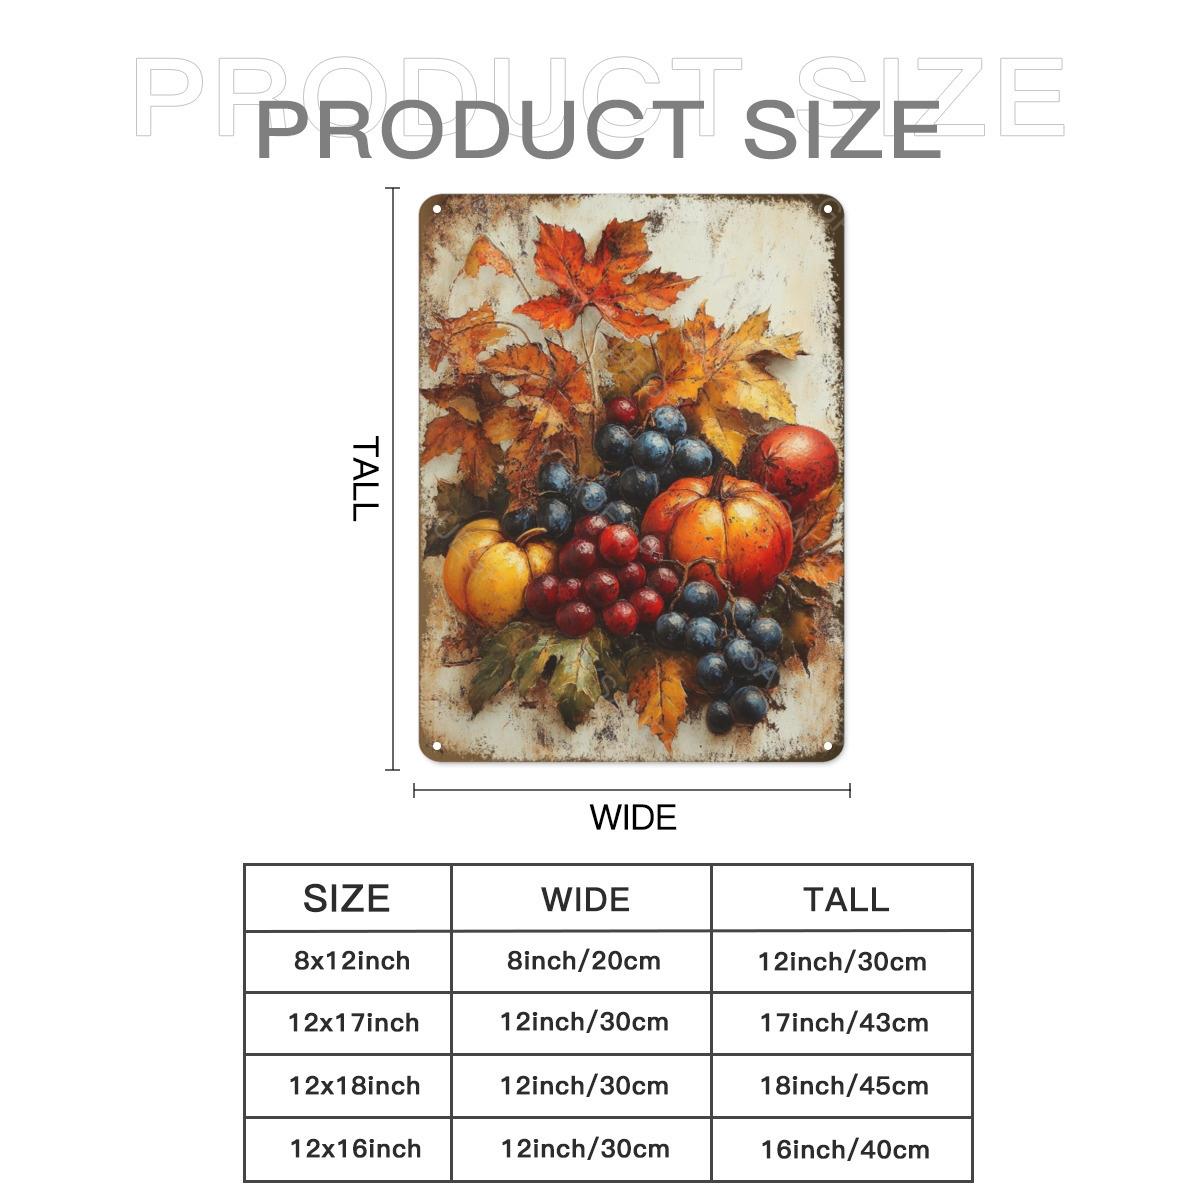 PRODUCT SIZE
PRODUCT SIZE
TALL
WIDE
SIZE WIDE TALL
8x12inch 8inch/20cm 12inch/30cm
12x17inch 12inch/30cm 17inch/43cm
12x18inch 12inch/30cm 18inch/45cm
12x16inch 12inch/30cm 16inch/40cm